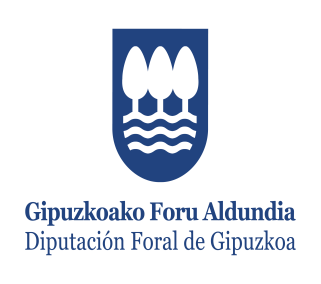 Gipuzkoako Foru Aldundia
Diputación Foral de Gipuzkoa